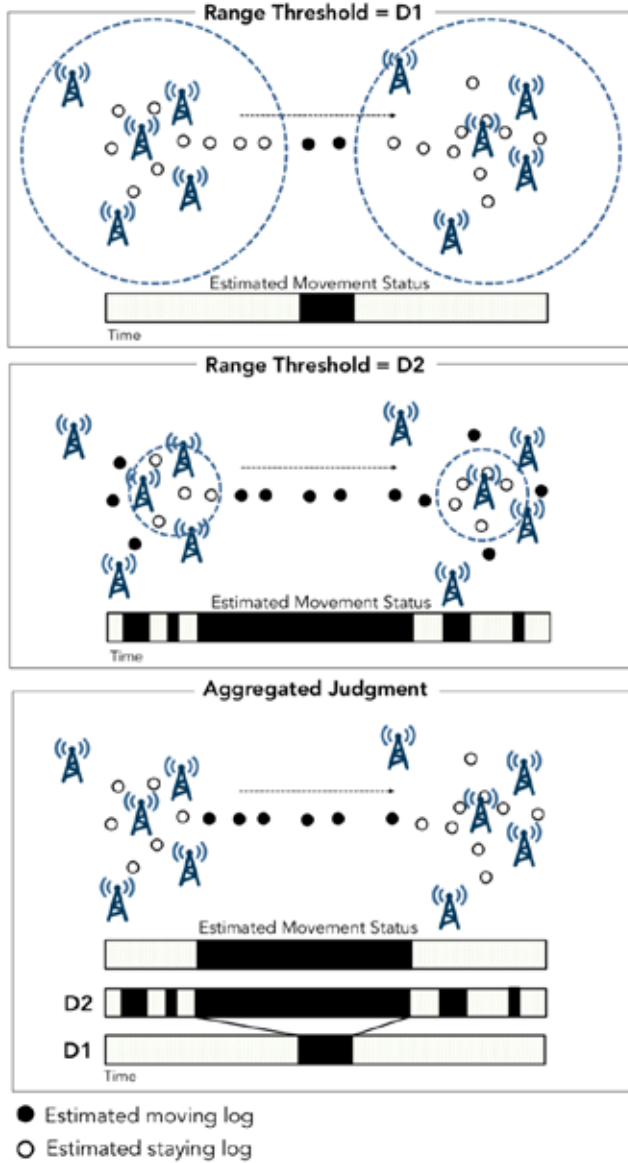 Range Threshold = D1
Estimated Movement Status
Time
Range Threshold = D2
Estimated Movement Status
Time
Aggregated Judgment
Estimated Movement Status
D2
D1
Time
Estimated moving log
Estimated staying log